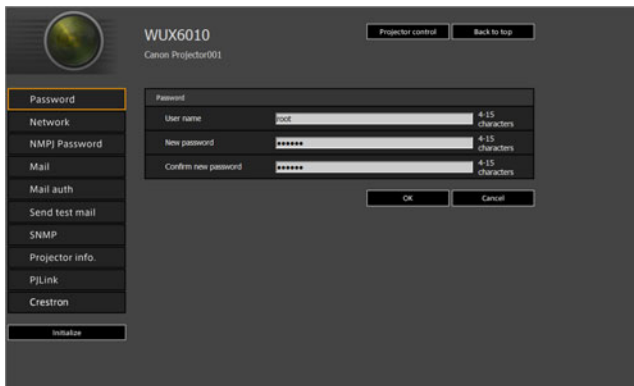 WUX6010
Projector control
Back to top
Canon Projector001
Password
Network
NMPJ Password
Mail
Mail auth
Send test mail
SNMP
Projector info.
PJLink
Crestron
Initialize
Password
User name
root
4-15
characters
New password
••••••
4-15
characters
Confirm new password
••••••
4-15
characters
OK
Cancel